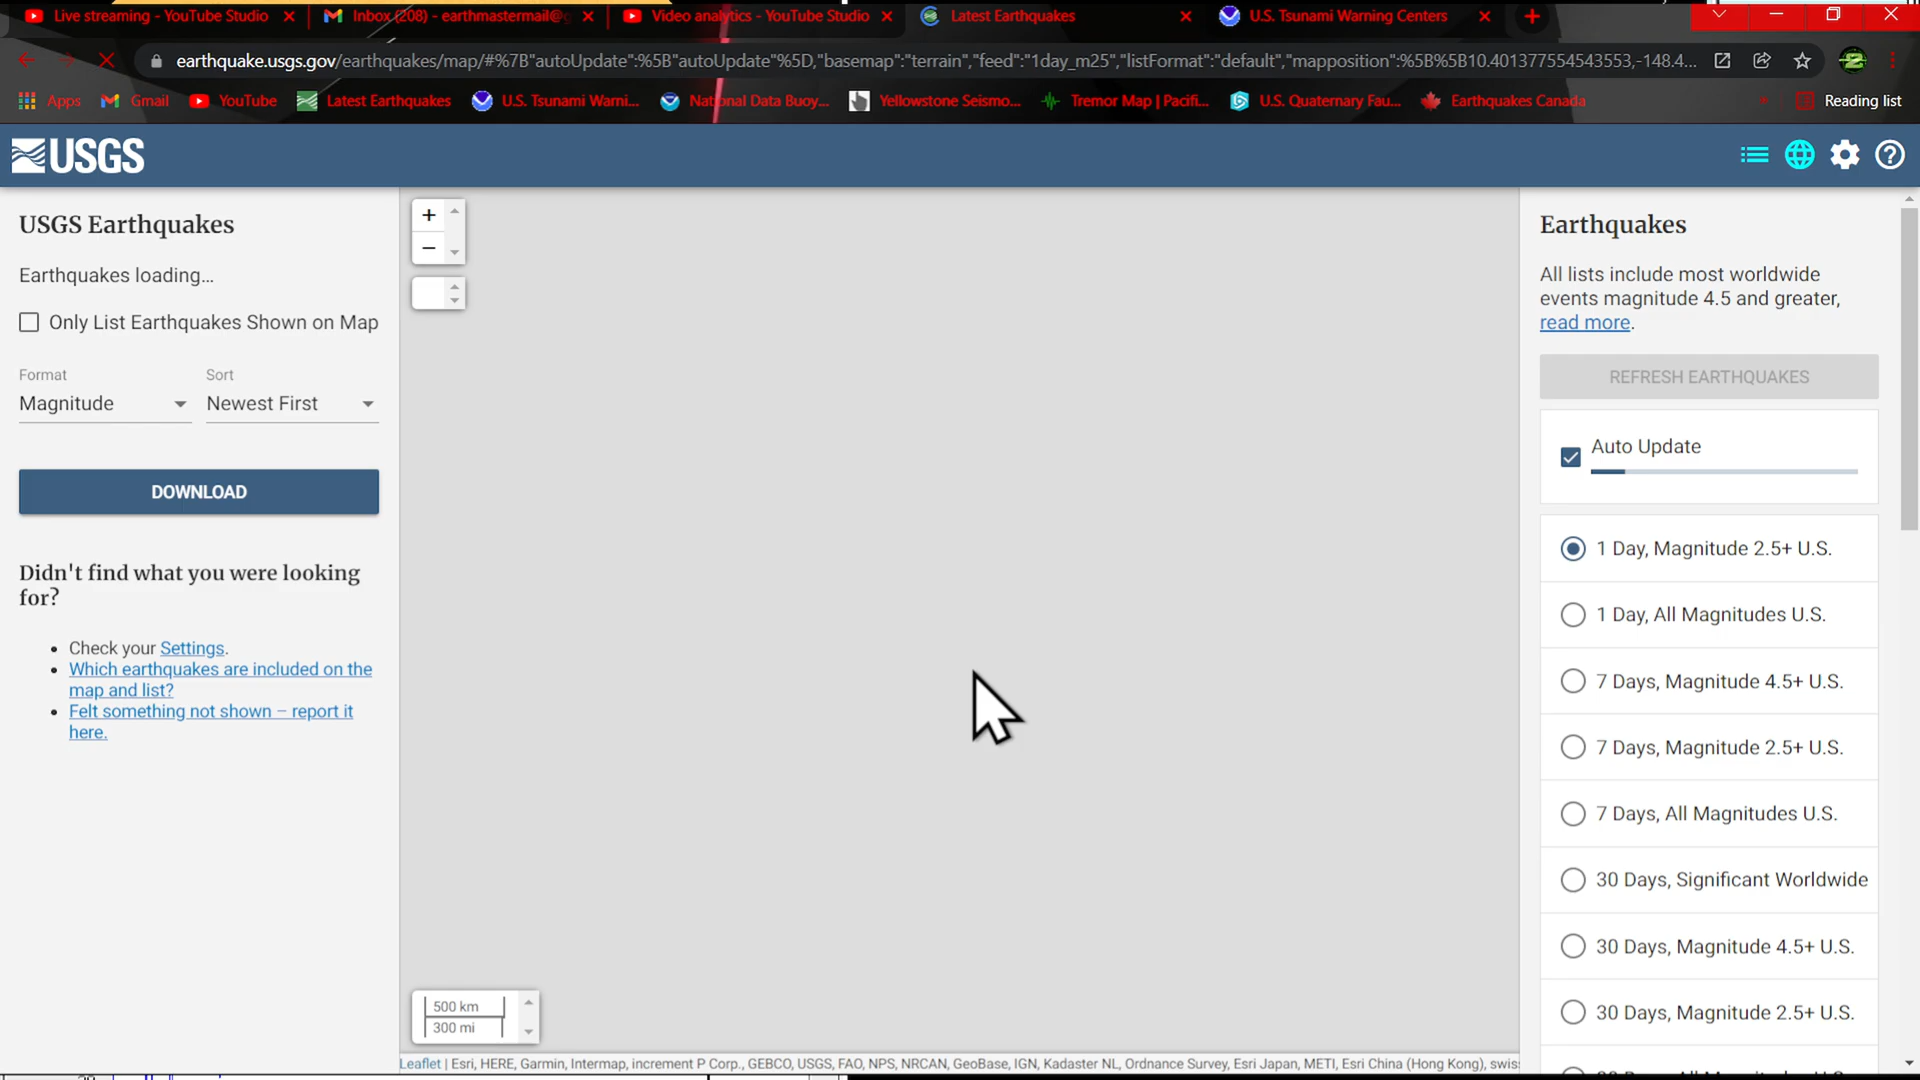 Live streaming - YouTube Studio
Inbox (208) - earthmastermail@g
Video analytics - YouTube Studio
Latest Earthquakes
U.S. Tsunami Warning Centers
earthquake.usgs.gov/earthquakes/map/#%7B"autoUpdate":%5B"autoUpdate"%5D,"basemap":"terrain","feed":"1day_m25","listFormat":"default","mapposition":%5B%5B10.401377554543553,-148.4...
Apps
Gmail
YouTube
Latest Earthquakes
U.S. Tsunami Warni...
National Data Buoy...
Yellowstone Seismo...
Tremor Map | Pacifi...
U.S. Quaternary Fau...
Earthquakes Canada
Reading list
USGS
USGS Earthquakes
Earthquakes loading...
Only List Earthquakes Shown on Map
Format
Magnitude
Sort
Newest First
DOWNLOAD
Didn't find what you were looking
for?
Check your Settings.
Which earthquakes are included on the
map and list?
Felt something not shown – report it
here.
+
−
500 km
300 mi
Leaflet | Esri, HERE, Garmin, Intermap, increment P Corp., GEBCO, USGS, FAO, NPS, NRCAN, GeoBase, IGN, Kadaster NL, Ordnance Survey, Esri Japan, METI, Esri China (Hong Kong), swiss
Earthquakes
All lists include most worldwide
events magnitude 4.5 and greater,
read more.
REFRESH EARTHQUAKES
Auto Update
1 Day, Magnitude 2.5+ U.S.
1 Day, All Magnitudes U.S.
7 Days, Magnitude 4.5+ U.S.
7 Days, Magnitude 2.5+ U.S.
7 Days, All Magnitudes U.S.
30 Days, Significant Worldwide
30 Days, Magnitude 4.5+ U.S.
30 Days, Magnitude 2.5+ U.S.